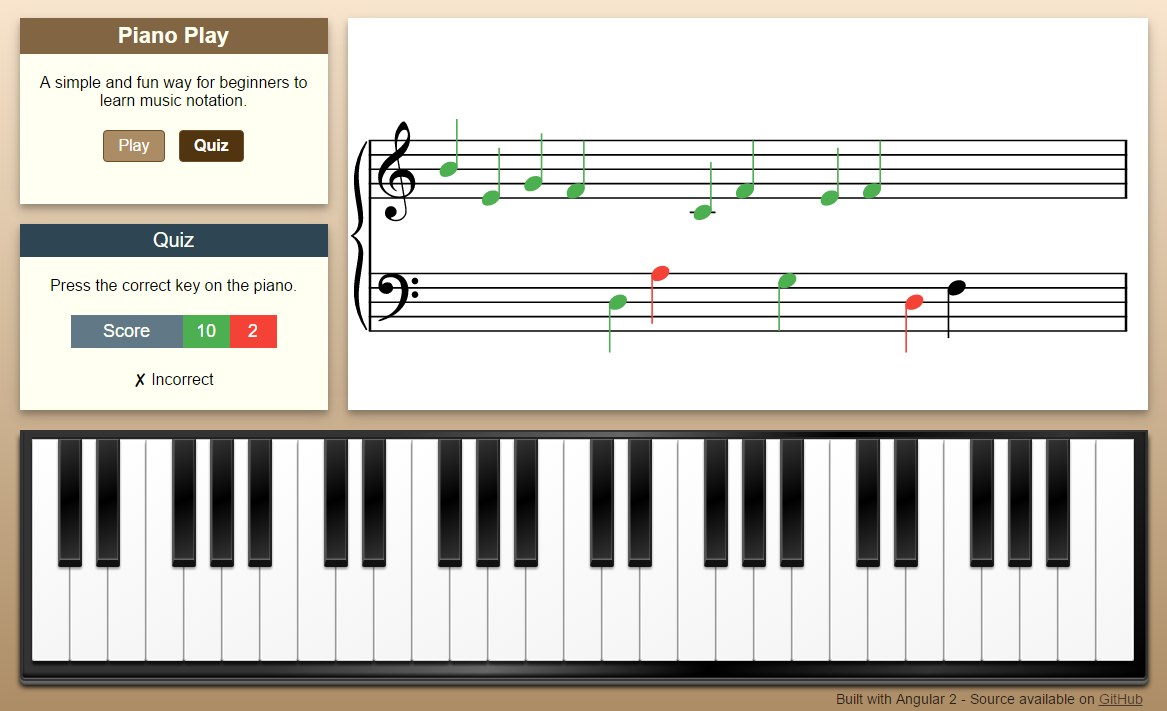 Piano Play
A simple and fun way for beginners to
learn music notation.
Play Quiz
Quiz
Press the correct key on the piano.
Score 10 2
✗ Incorrect
Built with Angular 2 - Source available on GitHub